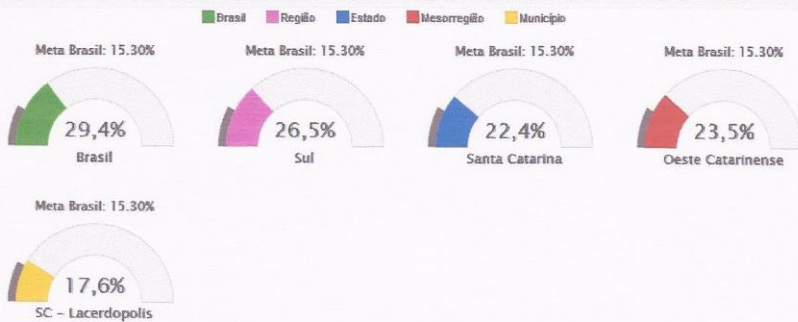 Brasil Região Estado Mesorregião Município
Meta Brasil: 15.30% Meta Brasil: 15.30% Meta Brasil: 15.30% Meta Brasil: 15.30%
29,4% 26,5% 22,4% 23,5%
Brasil Sul Santa Catarina Oeste Catarinense
Meta Brasil: 15.30%
17,6%
SC - Lacerdopolis